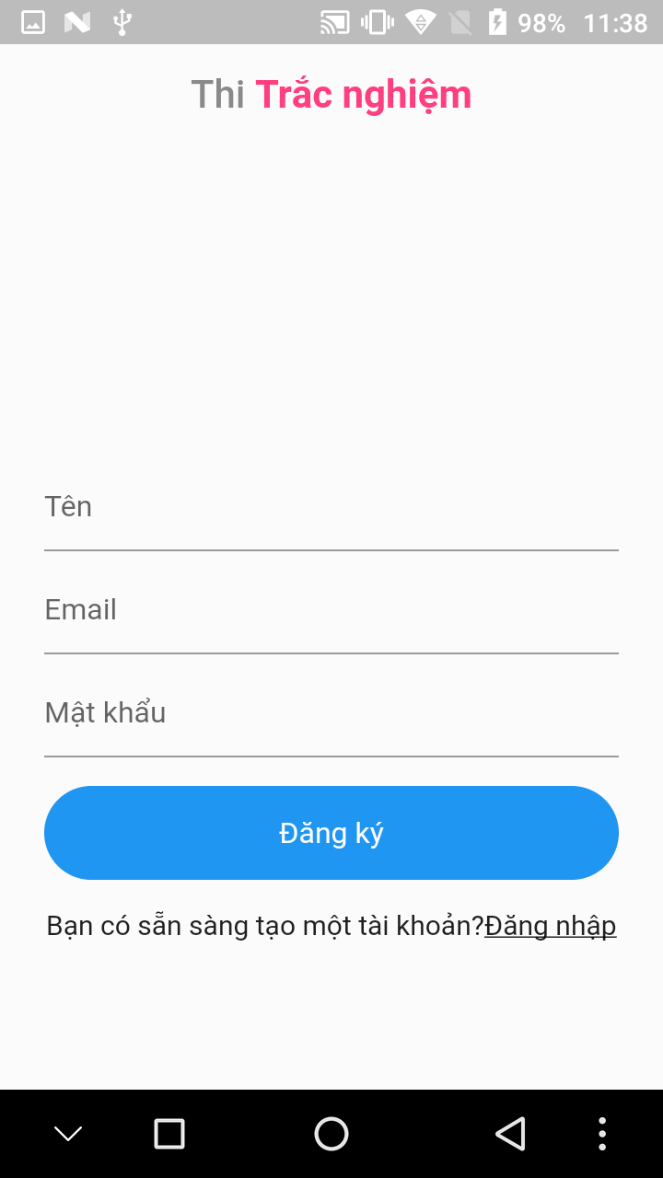 98% 11:38
Thi Trắc nghiệm
Tên
Email
Mật khẩu
Đăng ký
Bạn có sẵn sàng tạo một tài khoản?Đăng nhập